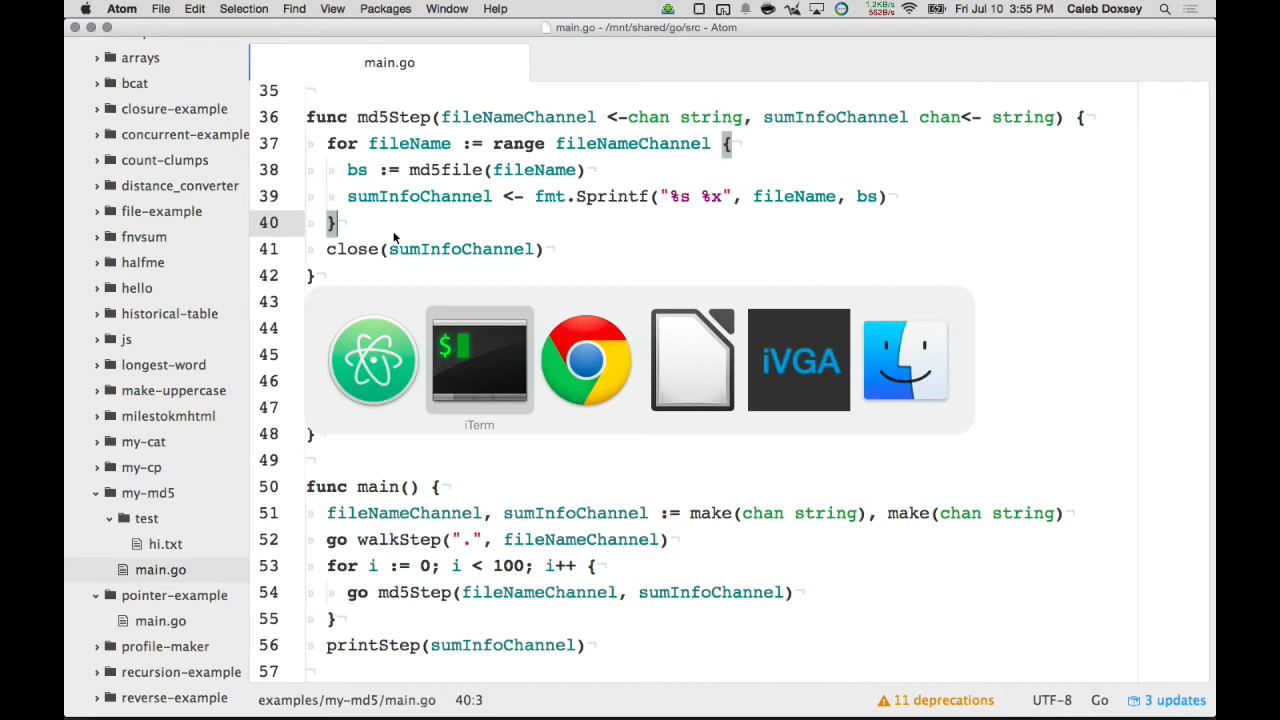 Atom File Edit Selection Find View Packages Window Help 1.2KB/s 562B/s Fri Jul 10 3:55 PM Caleb Doxsey
main.go - /mnt/shared/go/src - Atom
arrays
bcat
closure-example
concurrent-example
count-clumps
distance_converter
file-example
fnvsum
halfme
hello
historical-table
js
longest-word
make-uppercase
milestokmhtml
my-cat
my-cp
my-md5
test
hi.txt
main.go
pointer-example
main.go
profile-maker
recursion-example
reverse-example
main.go
35
36 func md5Step(fileNameChannel <-chan string, sumInfoChannel chan<- string) {
37 for fileName := range fileNameChannel {
38 bs := md5file(fileName)
39 sumInfoChannel <- fmt.Sprintf("%s %x", fileName, bs)
40 }
41 close(sumInfoChannel)
42 }
43
44
45
46
47
48 }
49
50 func main() {
51 fileNameChannel, sumInfoChannel := make(chan string), make(chan string)
52 go walkStep(".", fileNameChannel)
53 for i := 0; i < 100; i++ {
54 go md5Step(fileNameChannel, sumInfoChannel)
55 }
56 printStep(sumInfoChannel)
57
$
iVGA
iTerm
examples/my-md5/main.go 40:3 11 deprecations UTF-8 Go 3 updates